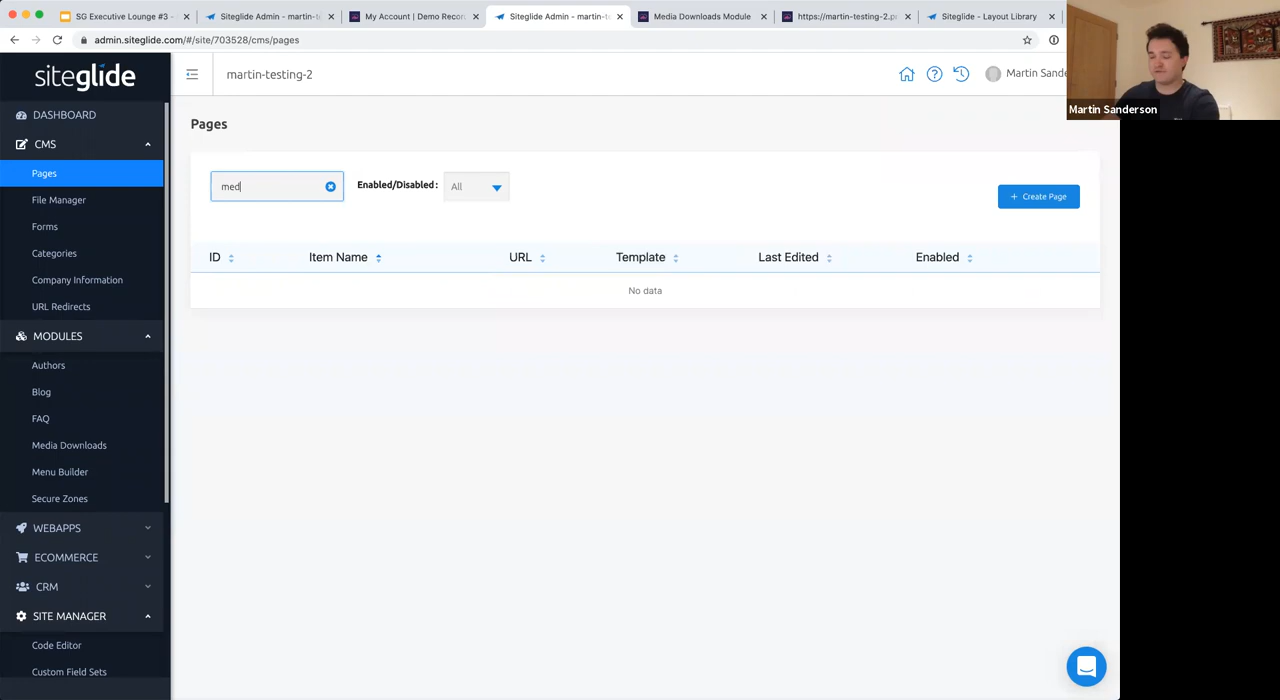 SG Executive Lounge #3 -
Siteglide Admin - martin-t
My Account | Demo Recor
Siteglide Admin - martin-t
Media Downloads Module
https://martin-testing-2.p
Siteglide - Layout Library
admin.siteglide.com/#/site/703528/cms/pages
siteglide
martin-testing-2
Martin Sande
Martin Sanderson
DASHBOARD
CMS
Pages
File Manager
Forms
Categories
Company Information
URL Redirects
MODULES
Authors
Blog
FAQ
Media Downloads
Menu Builder
Secure Zones
WEBAPPS
ECOMMERCE
CRM
SITE MANAGER
Code Editor
Custom Field Sets
Pages
med
Enabled/Disabled :
All
+ Create Page
ID
Item Name
URL
Template
Last Edited
Enabled
No data